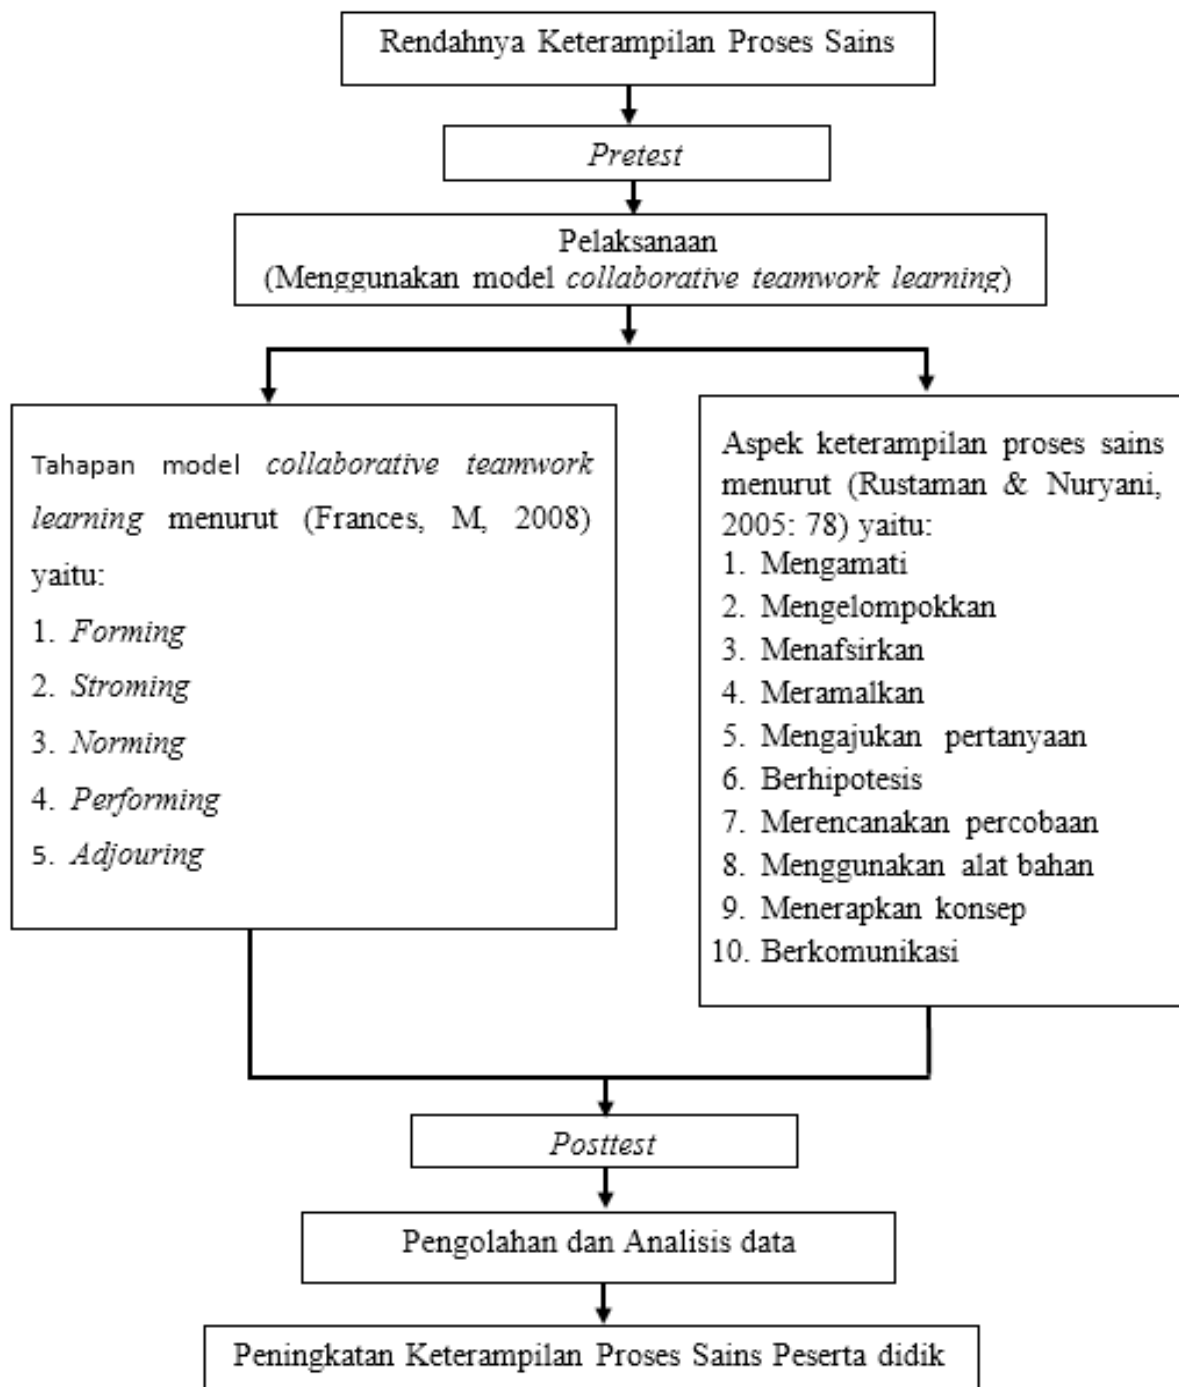 Rendahnya Keterampilan Proses Sains
Pretest
Pelaksanaan
(Menggunakan model collaborative teamwork learning)
Tahapan model collaborative teamwork
learning menurut (Frances, M, 2008)
yaitu:
1. Forming
2. Stroming
3. Norming
4. Performing
5. Adjouring
Aspek keterampilan proses sains
menurut (Rustaman & Nuryani,
2005: 78) yaitu:
1. Mengamati
2. Mengelompokkan
3. Menafsirkan
4. Meramalkan
5. Mengajukan pertanyaan
6. Berhipotesis
7. Merencanakan percobaan
8. Menggunakan alat bahan
9. Menerapkan konsep
10. Berkomunikasi
Posttest
Pengolahan dan Analisis data
Peningkatan Keterampilan Proses Sains Peserta didik